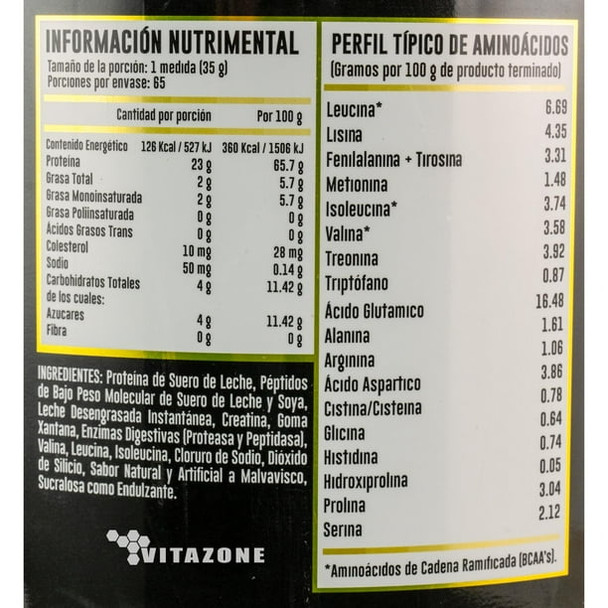 INFORMACIÓN NUTRIMENTAL
Tamaño de la porción: 1 medida (35 g)
Porciones por envase: 65
Cantidad por porción Por 100 g
Contenido Energético 126 Kcal / 527 kJ 360 Kcal / 1506 kJ
Proteína 23 g 65.7 g
Grasa Total 2 g 5.7 g
Grasa Monoinsaturada 2 g 5.7 g
Grasa Poliinsaturada 0 g 0 g
Ácidos Grasos Trans 0 g 0 g
Colesterol 10 mg 28 mg
Sodio 50 mg 0.14 g
Carbohidratos Totales 4 g 11.42 g
de los cuales:
Azucares 4 g 11.42 g
Fibra 0 g 0 g
INGREDIENTES: Proteína de Suero de Leche, Péptidos
de Bajo Peso Molecular de Suero de Leche y Soya,
Leche Desengrasada Instantánea, Creatina, Goma
Xantana, Enzimas Digestivas (Proteasa y Peptidasa),
Valina, Leucina, Isoleucina, Cloruro de Sodio, Dióxido
de Silicio, Sabor Natural y Artificial a Malvavisco,
Sucralosa como Endulzante.
VITAZONE
PERFIL TÍPICO DE AMINOÁCIDOS
(Gramos por 100 g de producto terminado)
Leucina* 6.69
Lisina 4.35
Fenilalanina + Tirosina 3.31
Metionina 1.48
Isoleucina* 3.74
Valina* 3.58
Treonina 3.92
Triptófano 0.87
Ácido Glutamico 16.48
Alanina 1.61
Arginina 1.06
Ácido Aspartico 3.86
Cistina/Cisteina 0.78
Glicina 0.64
Histidina 0.74
Hidroxiprolina 0.05
Prolina 3.04
Serina 2.12
*Aminoácidos de Cadena Ramificada (BCAA's).